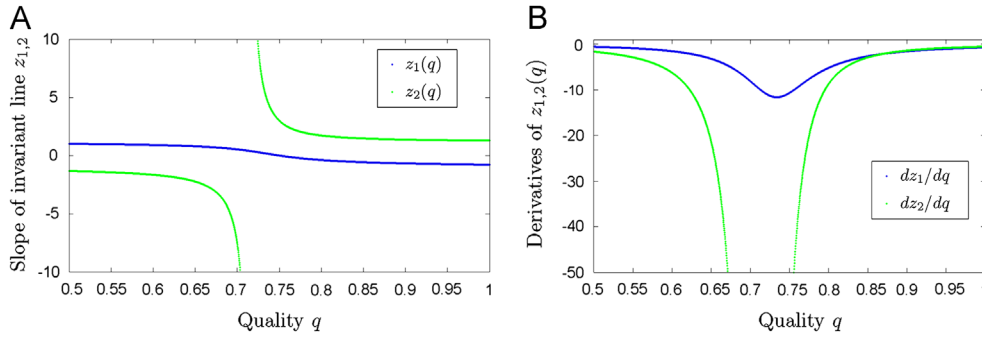 A
Slope of invariant line z₁,₂
10
5
0
-5
-10
z₁(q)
z₂(q)
0.5 0.55 0.6 0.65 0.7 0.75 0.8 0.85 0.9 0.95 1
Quality q
B
Derivatives of z₁,₂(q)
0
-10
-20
-30
-40
-50
dz₁/dq
dz₂/dq
0.5 0.55 0.6 0.65 0.7 0.75 0.8 0.85 0.9 0.95 1
Quality q